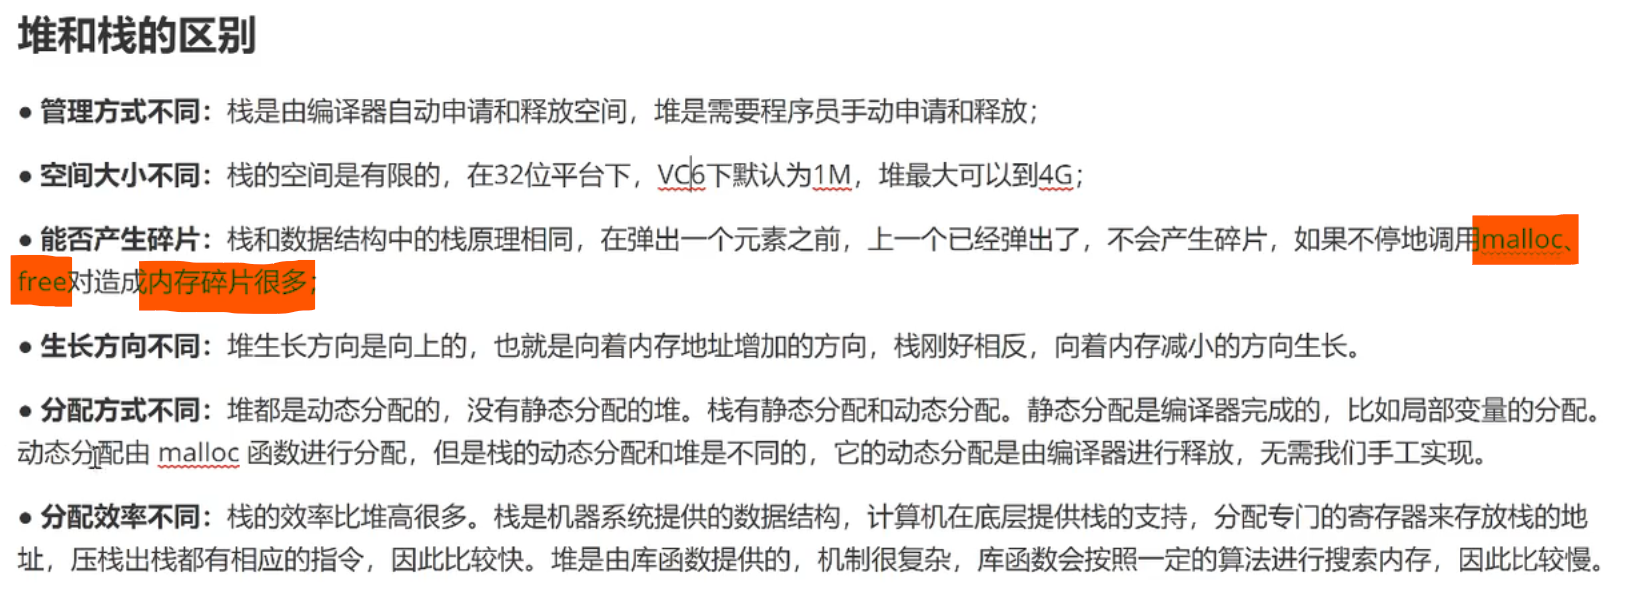 堆和栈的区别
● 管理方式不同：栈是由编译器自动申请和释放空间，堆是需要程序员手动申请和释放；
● 空间大小不同：栈的空间是有限的，在32位平台下，VC6下默认为1M，堆最大可以到4G；
● 能否产生碎片：栈和数据结构中的栈原理相同，在弹出一个元素之前，上一个已经弹出了，不会产生碎片，如果不停地调用malloc、
free对造成内存碎片很多；
● 生长方向不同：堆生长方向是向上的，也就是向着内存地址增加的方向，栈刚好相反，向着内存减小的方向生长。
● 分配方式不同：堆都是动态分配的，没有静态分配的堆。栈有静态分配和动态分配。静态分配是编译器完成的，比如局部变量的分配。
动态分配由 malloc 函数进行分配，但是栈的动态分配和堆是不同的，它的动态分配是由编译器进行释放，无需我们手工实现。
● 分配效率不同：栈的效率比堆高很多。栈是机器系统提供的数据结构，计算机在底层提供栈的支持，分配专门的寄存器来存放栈的地
址，压栈出栈都有相应的指令，因此比较快。堆是由库函数提供的，机制很复杂，库函数会按照一定的算法进行搜索内存，因此比较慢。